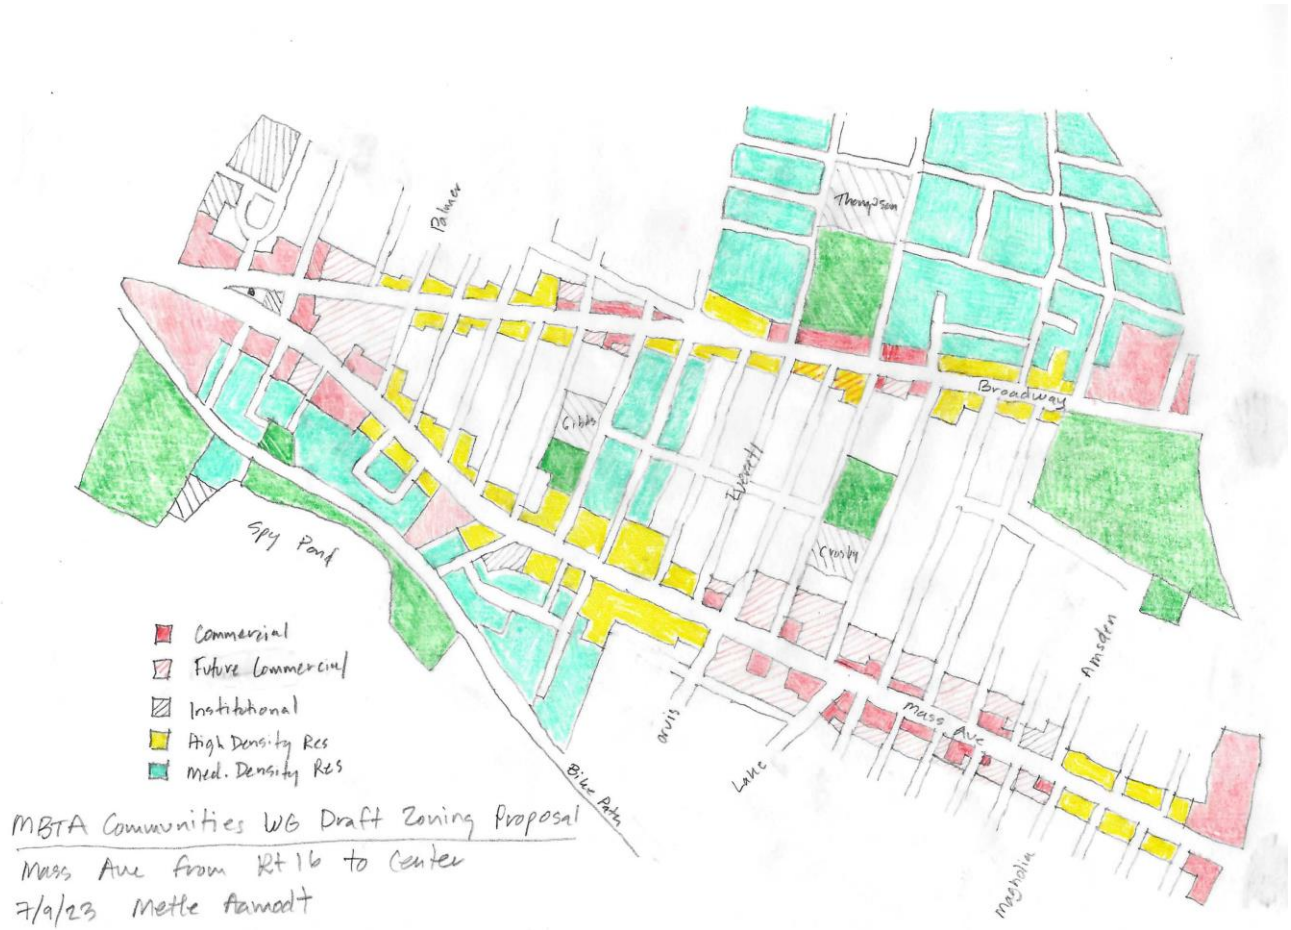 Palmer
Thompson
Gibbs
Broadway
Everett
Spy Pond
Crosby
Commercial
Future Commercial
Institutional
High Density Res
Med. Density Res
Amsden
Mass Ave
arvis
Lake
Bike Path
Magnolia
MBTA Communities WG Draft Zoning Proposal
Mass Ave from Rt 16 to Center
7/9/23 Mette Aamodt